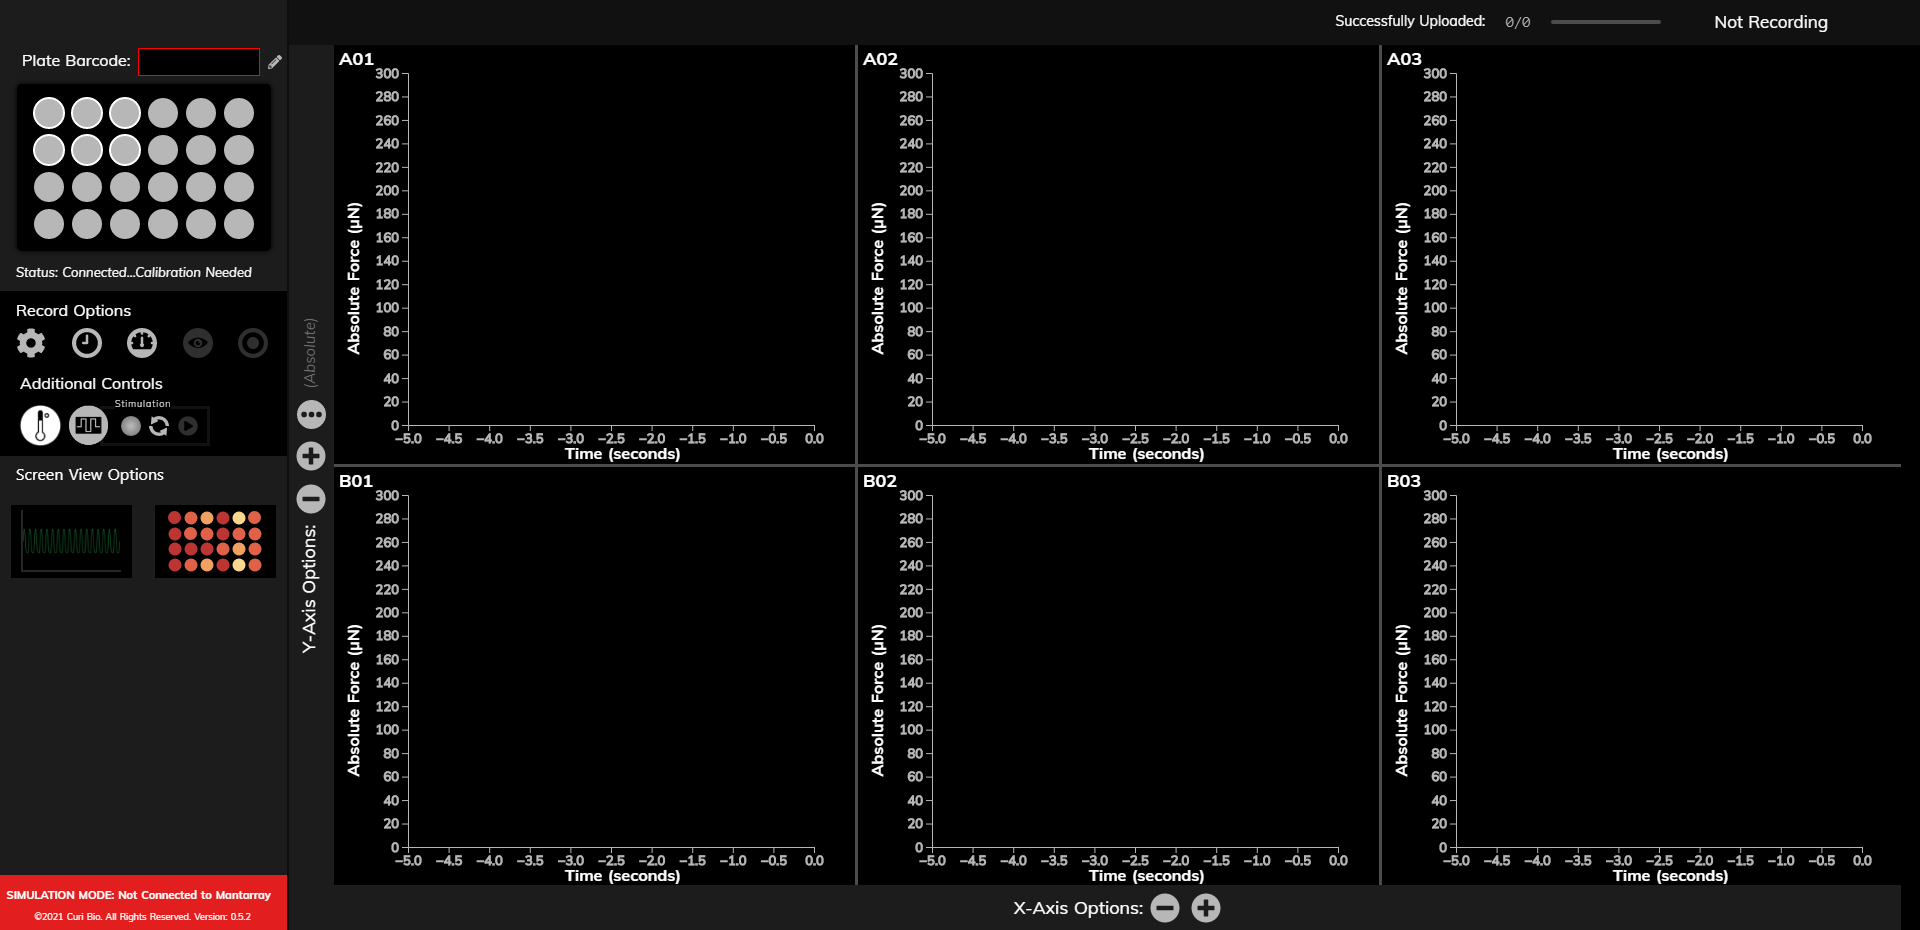 Successfully Uploaded: 0/0 Not Recording
Plate Barcode:
Status: Connected...Calibration Needed
Record Options
Additional Controls
Stimulation
Screen View Options
SIMULATION MODE: Not Connected to Mantarray
©2021 Curi Bio. All Rights Reserved. Version: 0.5.2
(Absolute)
Y-Axis Options:
A01
Absolute Force (μN)
300
280
260
240
220
200
180
160
140
120
100
80
60
40
20
0
−5.0 −4.5 −4.0 −3.5 −3.0 −2.5 −2.0 −1.5 −1.0 −0.5 0.0
Time (seconds)
A02
Absolute Force (μN)
300
280
260
240
220
200
180
160
140
120
100
80
60
40
20
0
−5.0 −4.5 −4.0 −3.5 −3.0 −2.5 −2.0 −1.5 −1.0 −0.5 0.0
Time (seconds)
A03
Absolute Force (μN)
300
280
260
240
220
200
180
160
140
120
100
80
60
40
20
0
−5.0 −4.5 −4.0 −3.5 −3.0 −2.5 −2.0 −1.5 −1.0 −0.5 0.0
Time (seconds)
B01
Absolute Force (μN)
300
280
260
240
220
200
180
160
140
120
100
80
60
40
20
0
−5.0 −4.5 −4.0 −3.5 −3.0 −2.5 −2.0 −1.5 −1.0 −0.5 0.0
Time (seconds)
B02
Absolute Force (μN)
300
280
260
240
220
200
180
160
140
120
100
80
60
40
20
0
−5.0 −4.5 −4.0 −3.5 −3.0 −2.5 −2.0 −1.5 −1.0 −0.5 0.0
Time (seconds)
B03
Absolute Force (μN)
300
280
260
240
220
200
180
160
140
120
100
80
60
40
20
0
−5.0 −4.5 −4.0 −3.5 −3.0 −2.5 −2.0 −1.5 −1.0 −0.5 0.0
Time (seconds)
X-Axis Options: